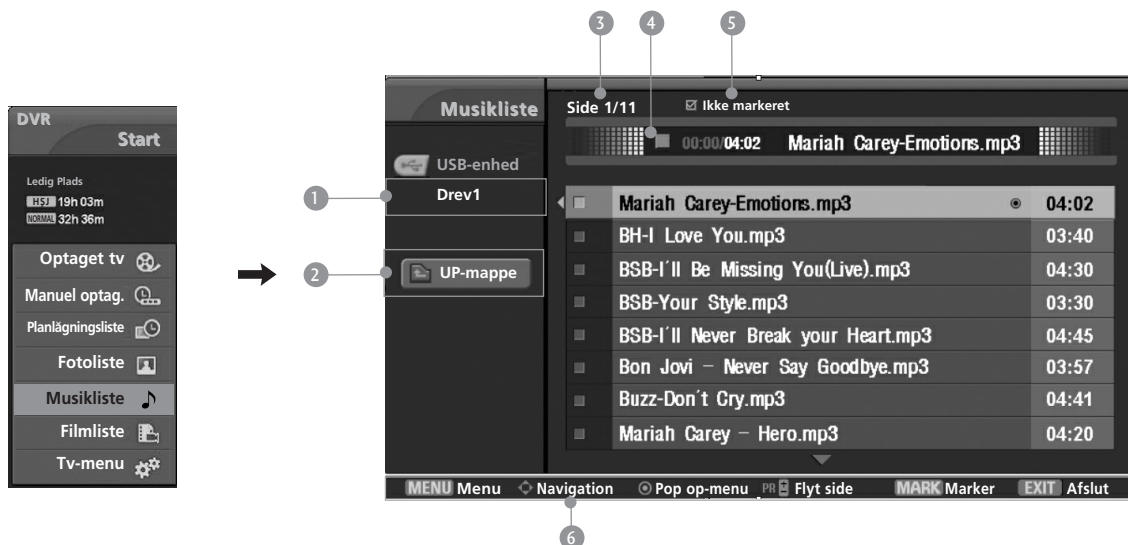 3 4 5
DVR
Start
Ledig Plads
HSJ 19h 03m
NORMAL 32h 36m
Optaget tv
Manuel optag.
Planlægningsliste
Fotoliste
Musikliste
Filmliste
Tv-menu
Musikliste
USB-enhed
1 Drev1
2 UP-mappe
Side 1/11 Ikke markeret
00:00/04:02 Mariah Carey-Emotions.mp3
Mariah Carey-Emotions.mp3 04:02
BH-I Love You.mp3 03:40
BSB-I´ll Be Missing You(Live).mp3 04:30
BSB-Your Style.mp3 03:30
BSB-I´ll Never Break your Heart.mp3 04:45
Bon Jovi – Never Say Goodbye.mp3 03:57
Buzz-Don´t Cry.mp3 04:41
Mariah Carey – Hero.mp3 04:20
MENU Menu Navigation Pop op-menu PR Flyt side MARK Marker EXIT Afslut
6